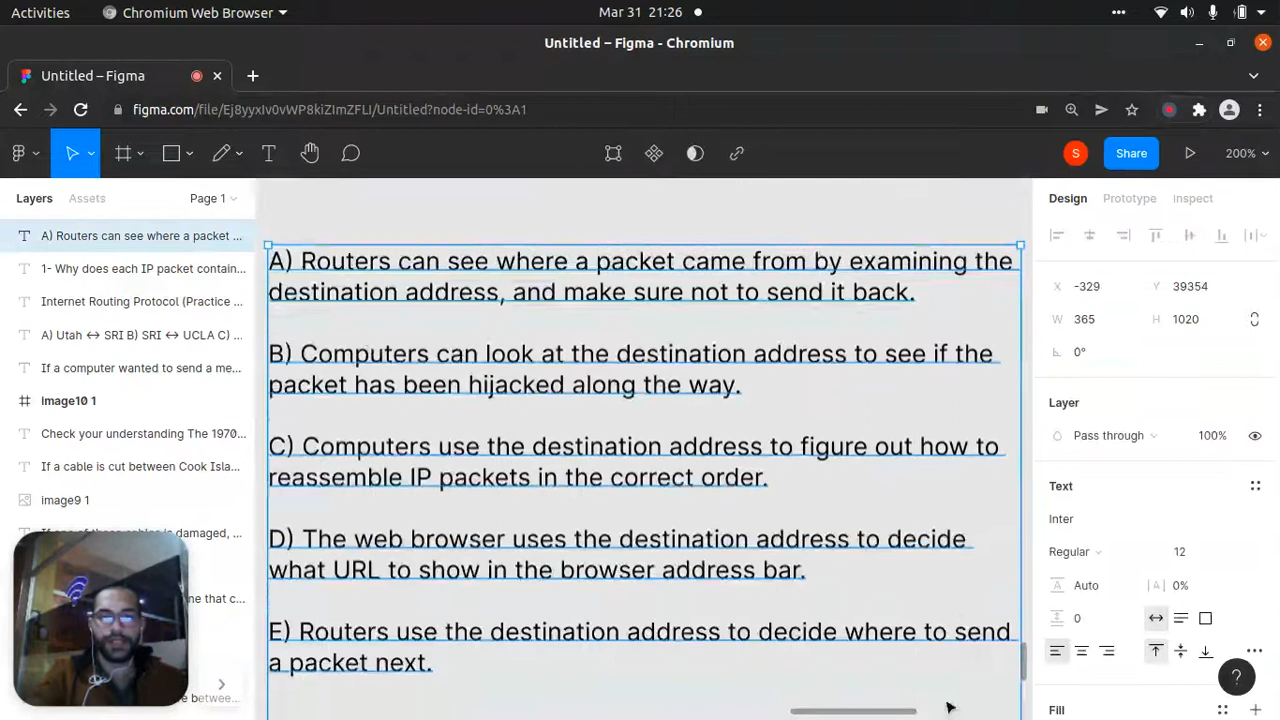 Activities
Chromium Web Browser
Mar 31 21:26
Untitled – Figma - Chromium
Untitled – Figma
figma.com/file/Ej8yyxIv0vWP8kiZImZFLI/Untitled?node-id=0%3A1
S
Share
200%
Layers
Assets
Page 1
Design
Prototype
Inspect
A) Routers can see where a packet ...
1- Why does each IP packet contain...
Internet Routing Protocol (Practice ...
A) Utah <-> SRI B) SRI <-> UCLA C) ...
If a computer wanted to send a me...
image10 1
Check your understanding The 1970...
If a cable is cut between Cook Isla...
image9 1
If one of these cables is damaged, ...
me that c...
re betwee...
A) Routers can see where a packet came from by examining the
destination address, and make sure not to send it back.
B) Computers can look at the destination address to see if the
packet has been hijacked along the way.
C) Computers use the destination address to figure out how to
reassemble IP packets in the correct order.
D) The web browser uses the destination address to decide
what URL to show in the browser address bar.
E) Routers use the destination address to decide where to send
a packet next.
X -329
Y 39354
W 365
H 1020
0°
Layer
Pass through
100%
Text
Inter
Regular
12
Auto
|A| 0%
0
?
Fill